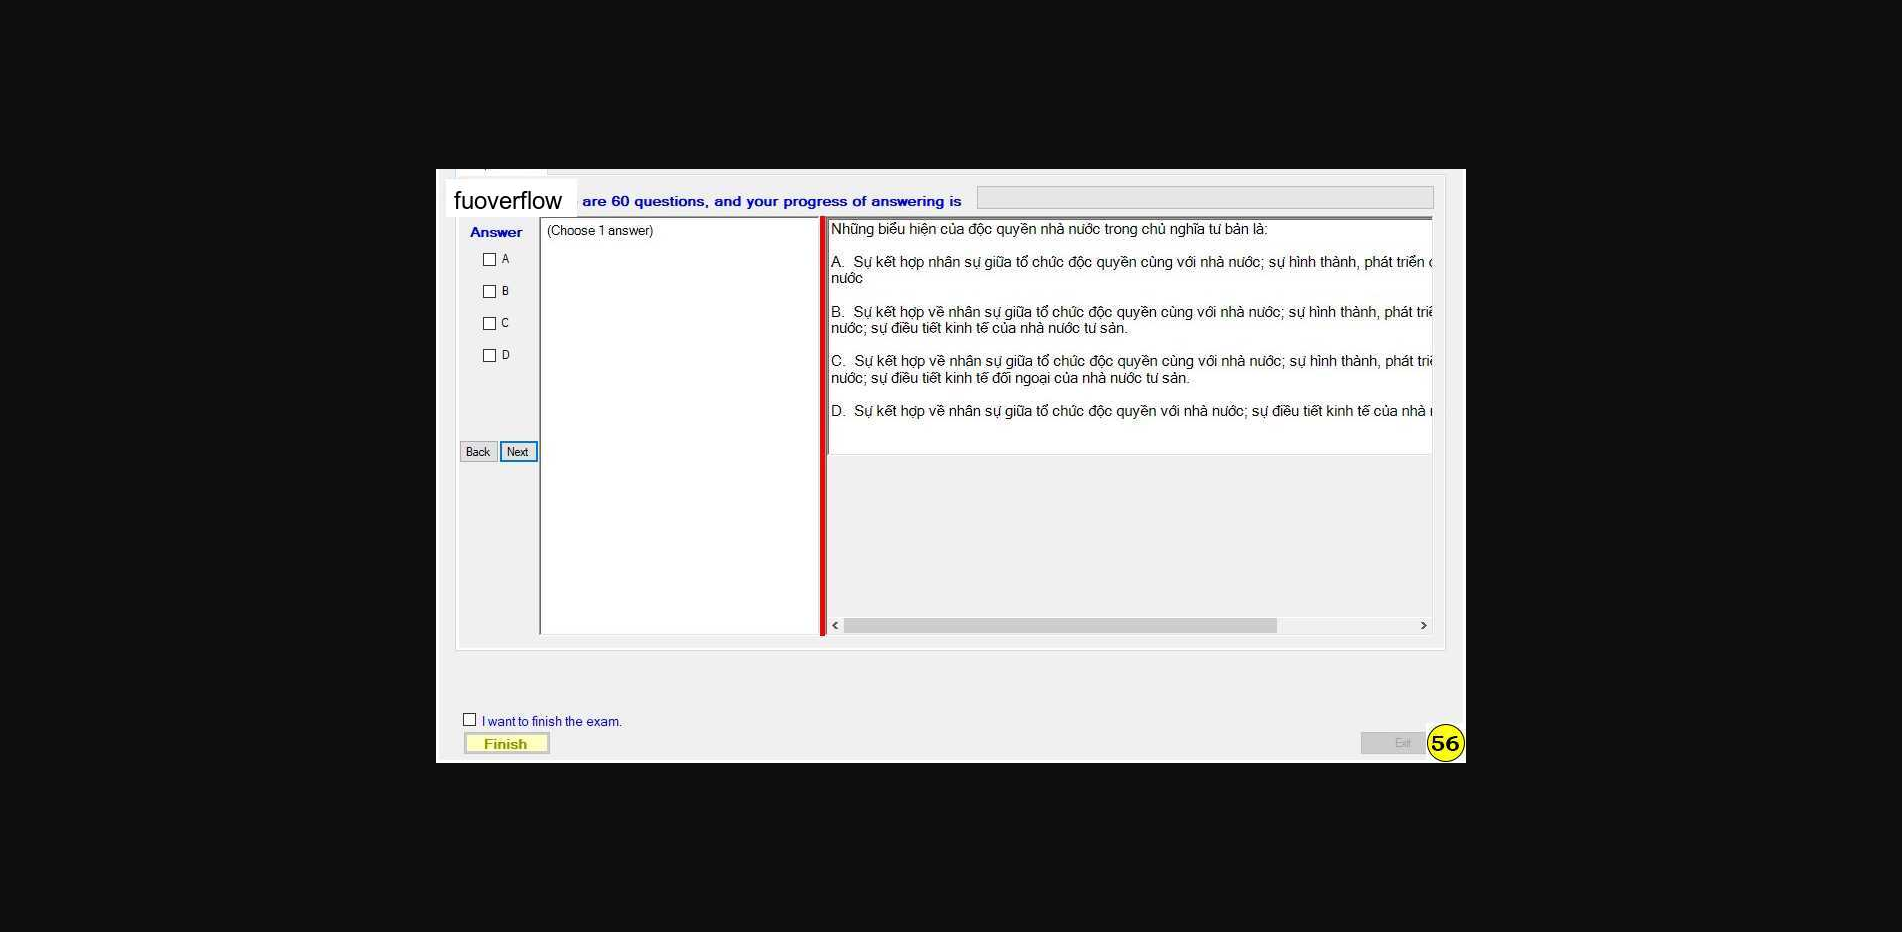 fuoverflow are 60 questions, and your progress of answering is
Answer
(Choose 1 answer)
A
B
C
D
Back Next
Những biểu hiện của độc quyền nhà nước trong chủ nghĩa tư bản là:
A. Sự kết hợp nhân sự giữa tổ chức độc quyền cùng với nhà nước; sự hình thành, phát triển
nước
B. Sự kết hợp về nhân sự giữa tổ chức độc quyền cùng với nhà nước; sự hình thành, phát
nước; sự điều tiết kinh tế của nhà nước tư sản.
C. Sự kết hợp về nhân sự giữa tổ chức độc quyền cùng với nhà nước; sự hình thành, phát
nước; sự điều tiết kinh tế đối ngoại của nhà nước tư sản.
D. Sự kết hợp về nhân sự giữa tổ chức độc quyền với nhà nước; sự điều tiết kinh tế của nhà
I want to finish the exam.
Finish
Exit
56